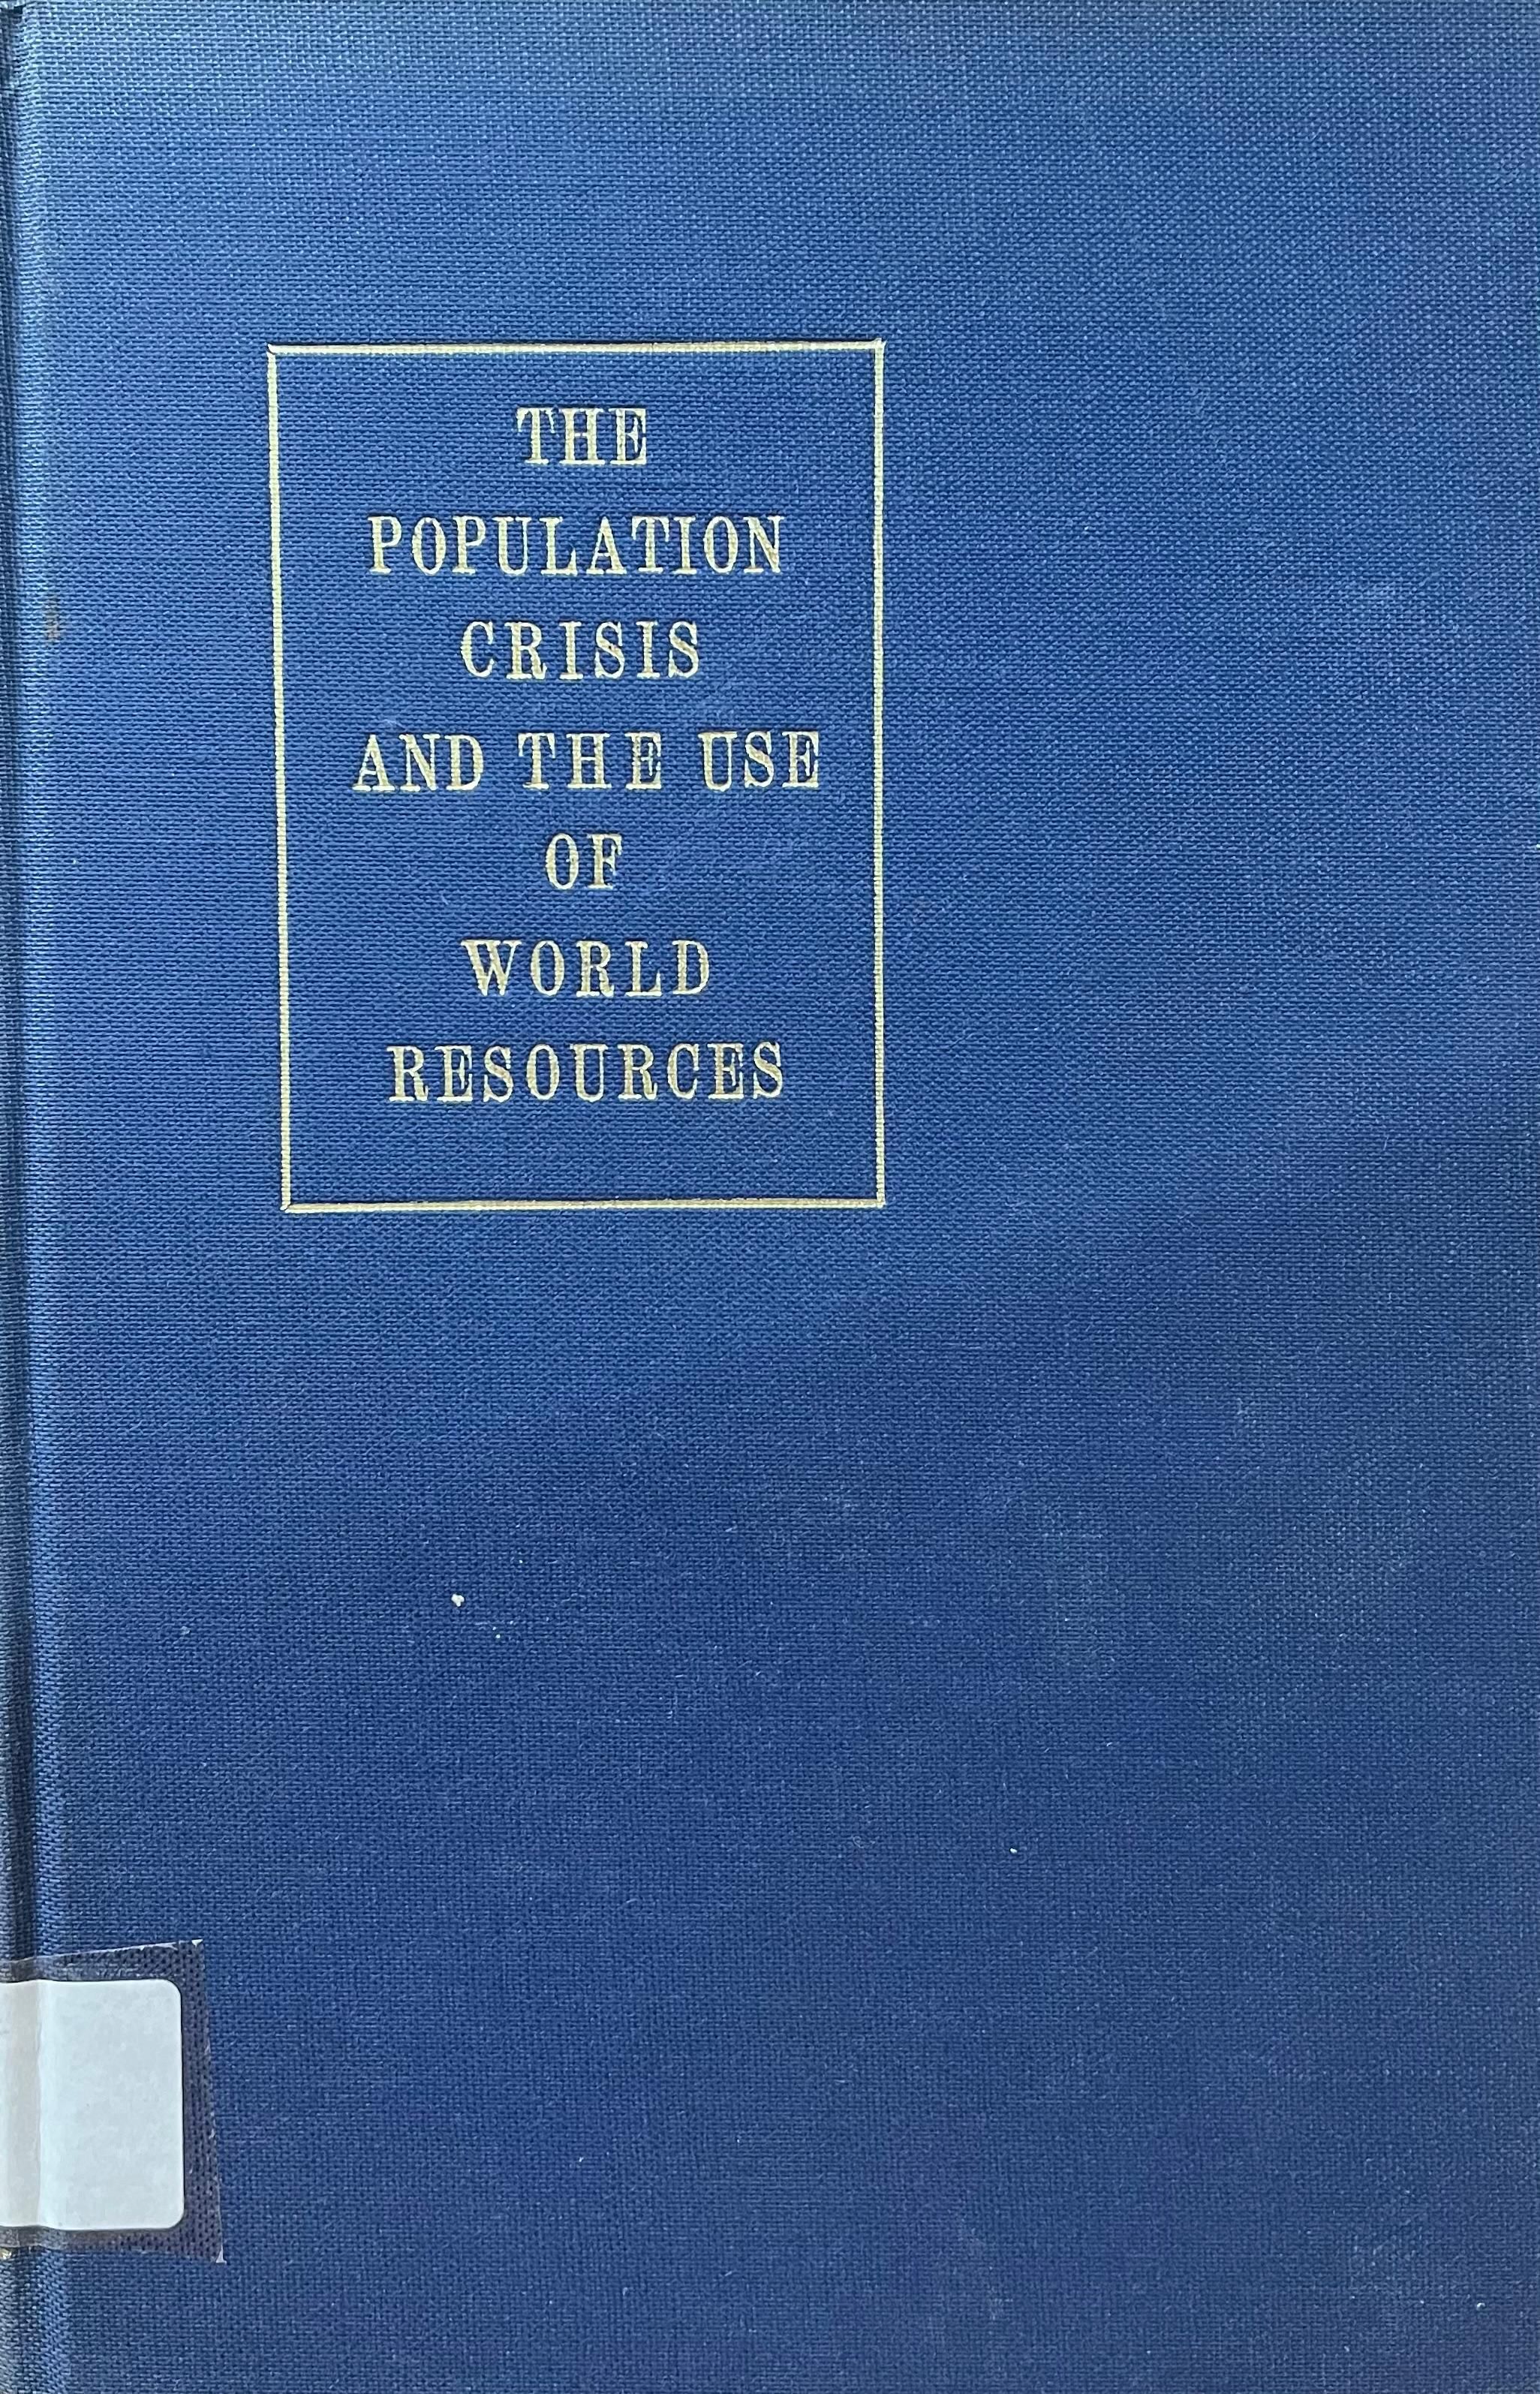 THE
POPULATION
CRISIS
AND THE USE
OF
WORLD
RESOURCES